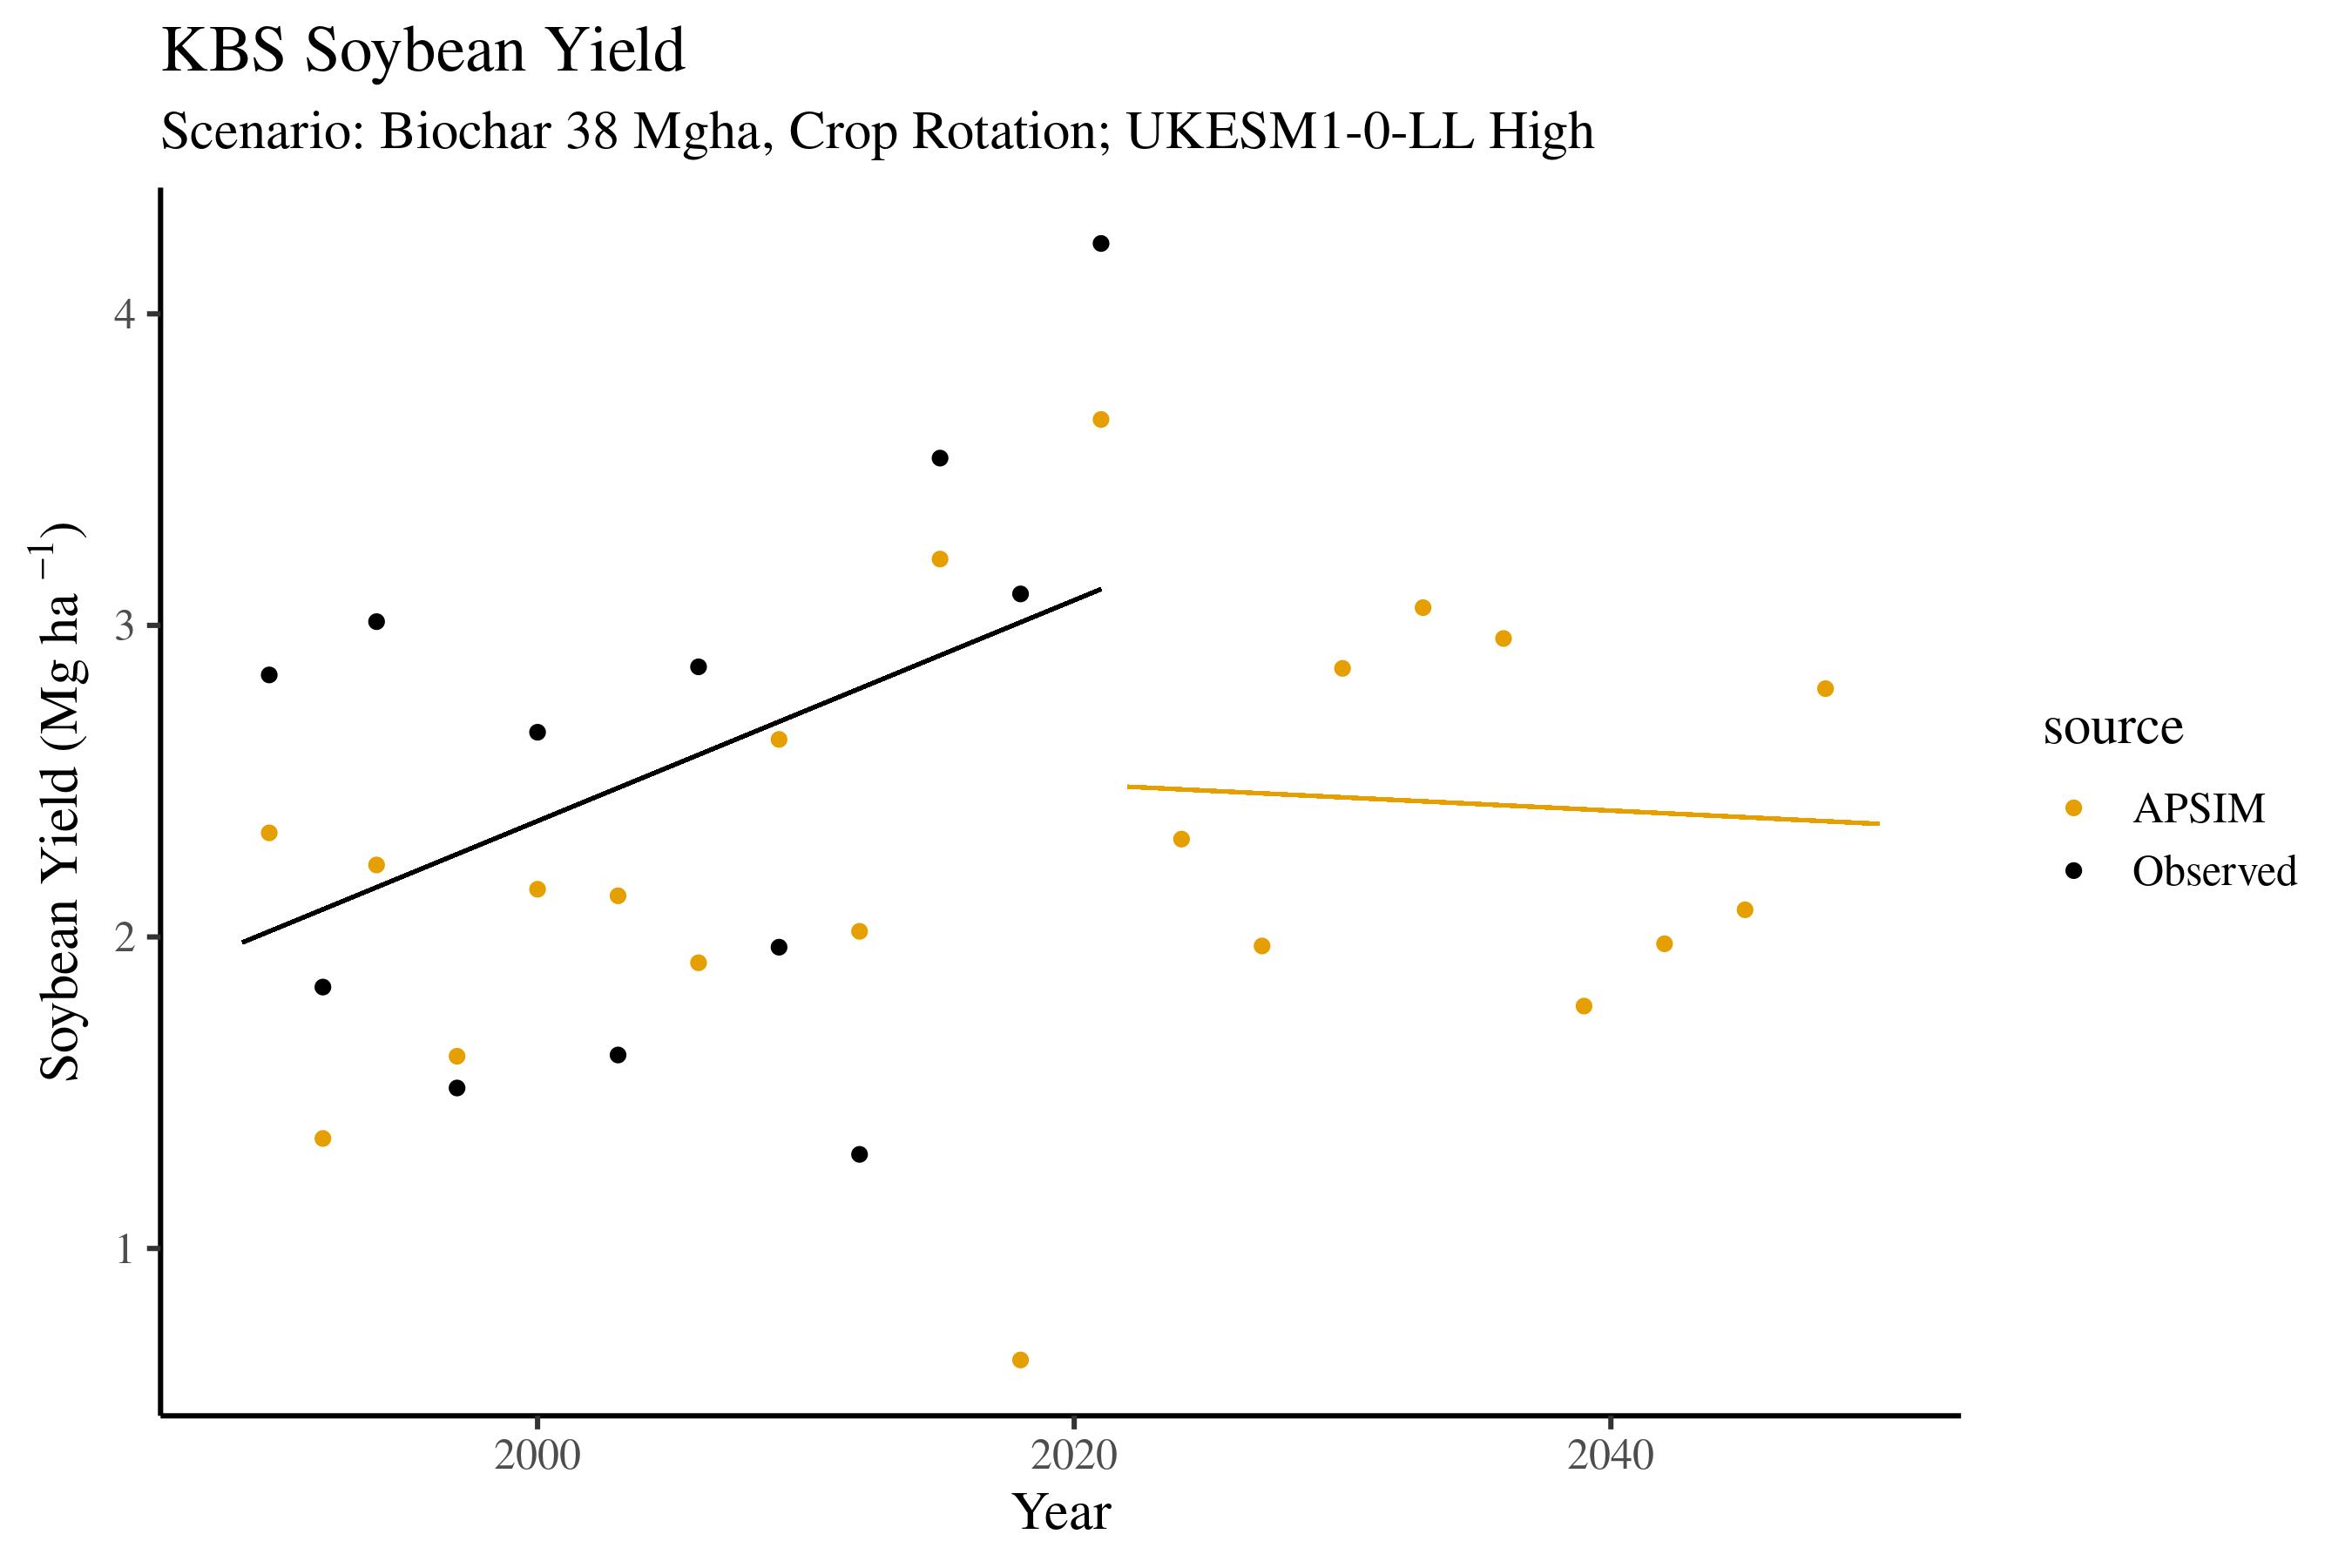 KBS Soybean Yield
Scenario: Biochar 38 Mgha, Crop Rotation; UKESM1-0-LL High
Soybean Yield (Mg ha −1)
4
3
2
1
2000
2020
2040
Year
source
APSIM
Observed